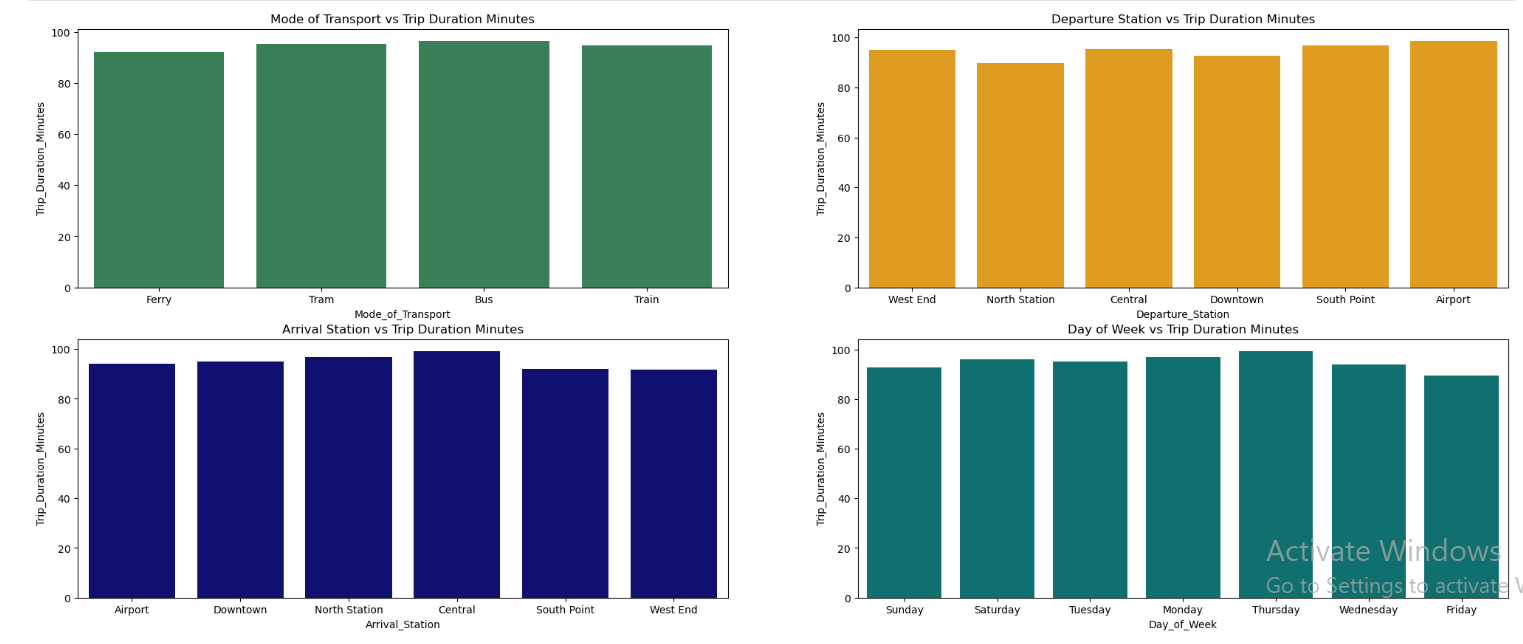 Mode of Transport vs Trip Duration Minutes
Trip_Duration_Minutes
100
80
60
40
20
0
Ferry Tram Bus Train
Mode_of_Transport
Departure Station vs Trip Duration Minutes
Trip_Duration_Minutes
100
80
60
40
20
0
West End North Station Central Downtown South Point Airport
Departure_Station
Arrival Station vs Trip Duration Minutes
Trip_Duration_Minutes
100
80
60
40
20
0
Airport Downtown North Station Central South Point West End
Arrival_Station
Day of Week vs Trip Duration Minutes
Trip_Duration_Minutes
100
80
60
40
20
0
Sunday Saturday Tuesday Monday Thursday Wednesday Friday
Day_of_Week
Activate Windows
Go to Settings to activate W